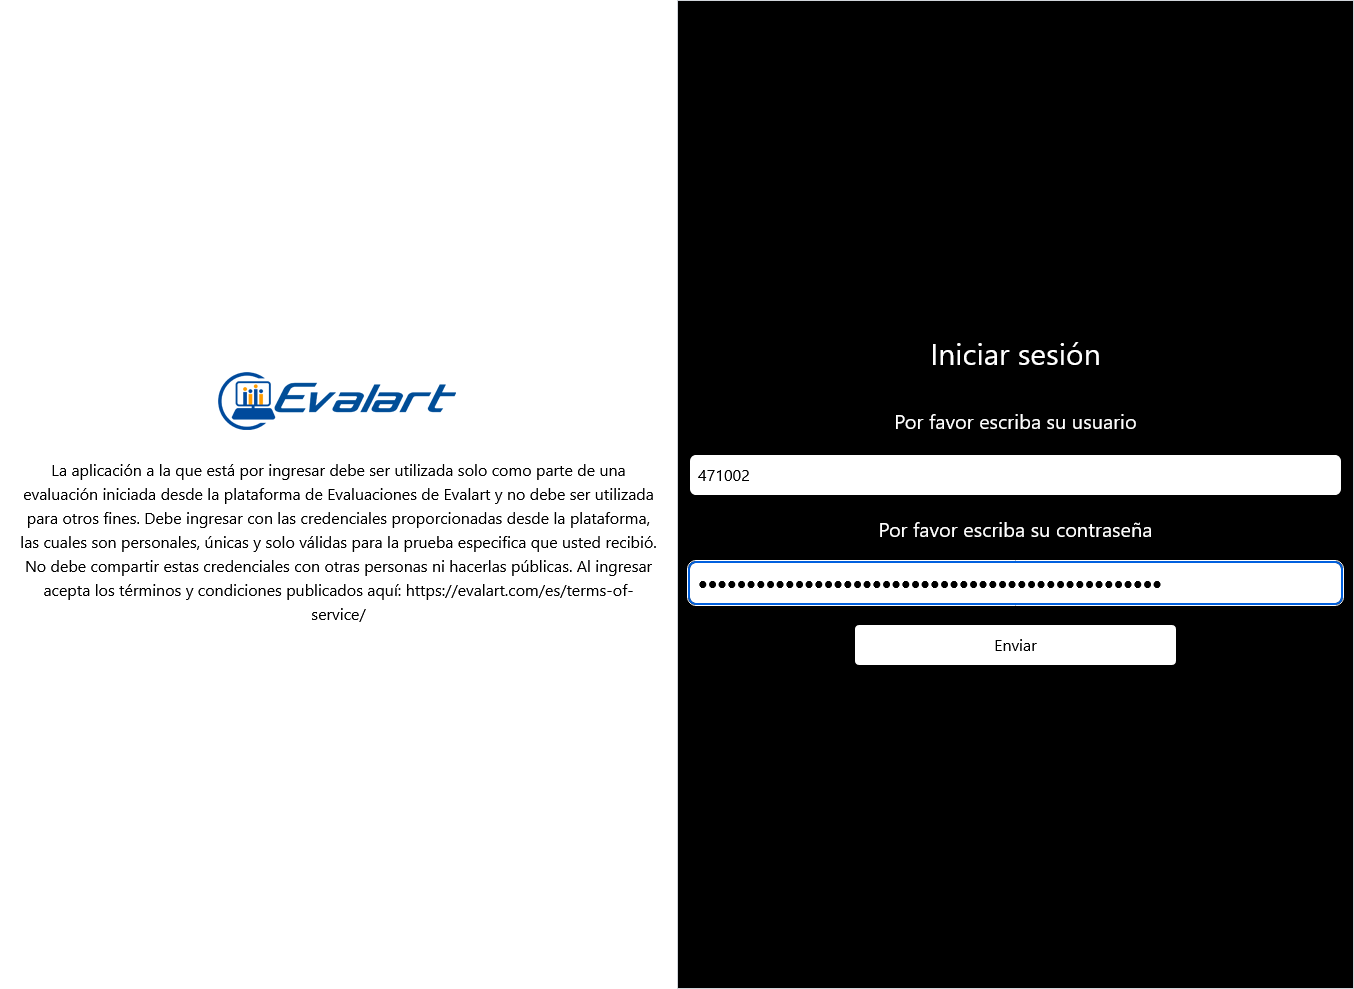 Evalart
La aplicación a la que está por ingresar debe ser utilizada solo como parte de una
evaluación iniciada desde la plataforma de Evaluaciones de Evalart y no debe ser utilizada
para otros fines. Debe ingresar con las credenciales proporcionadas desde la plataforma,
las cuales son personales, únicas y solo válidas para la prueba especifica que usted recibió.
No debe compartir estas credenciales con otras personas ni hacerlas públicas. Al ingresar
acepta los términos y condiciones publicados aquí: https://evalart.com/es/terms-of-
service/
Iniciar sesión
Por favor escriba su usuario
471002
Por favor escriba su contraseña
Enviar